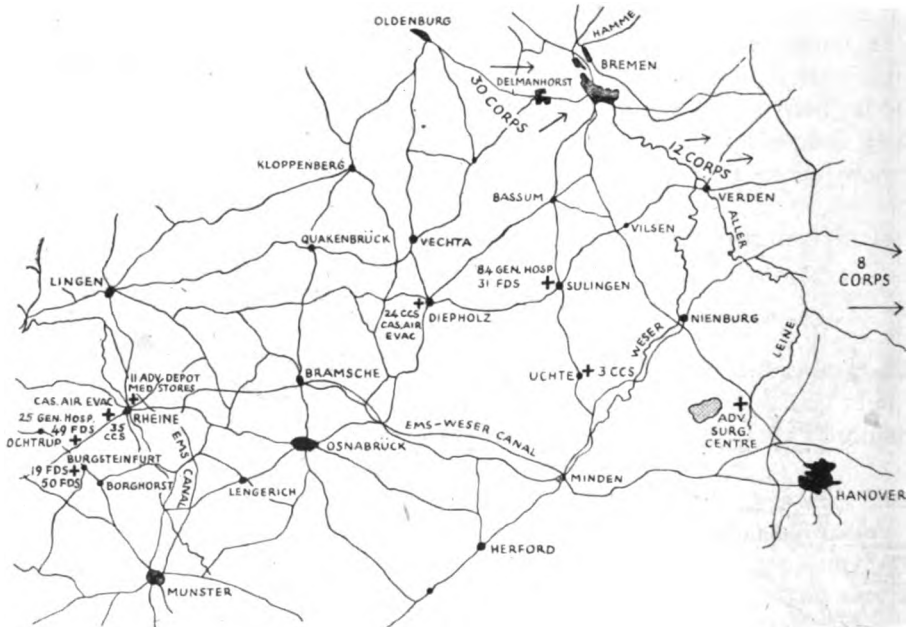 OLDENBURG
HAMME
BREMEN
DELMANHORST
30 CORPS
12 CORPS
KLOPPENBERG
VERDEN
BASSUM
ALLER
VILSEN
QUAKENBRÜCK
VECHTA
8
CORPS
84 GEN. HOSP
31 FDS
LINGEN
SULINGEN
24 CCS
CAS. AIR
EVAC
DIEPHOLZ
NIENBURG
WESER
LEINE
11 ADV. DEPOT
MED STORES
BRAMSCHE
UCHTE
3 CCS
CAS. AIR EVAC
25 GEN. HOSP.
49 FDS
RHEINE
35
CCS
ADV.
SURG.
CENTRE
OCHTRUP
EMS-WESER CANAL
OSNABRÜCK
EMS CANAL
BURGSTEINFURT
19 FDS
50 FDS
BORGHORST
LENGERICH
MINDEN
HANOVER
HERFORD
MUNSTER